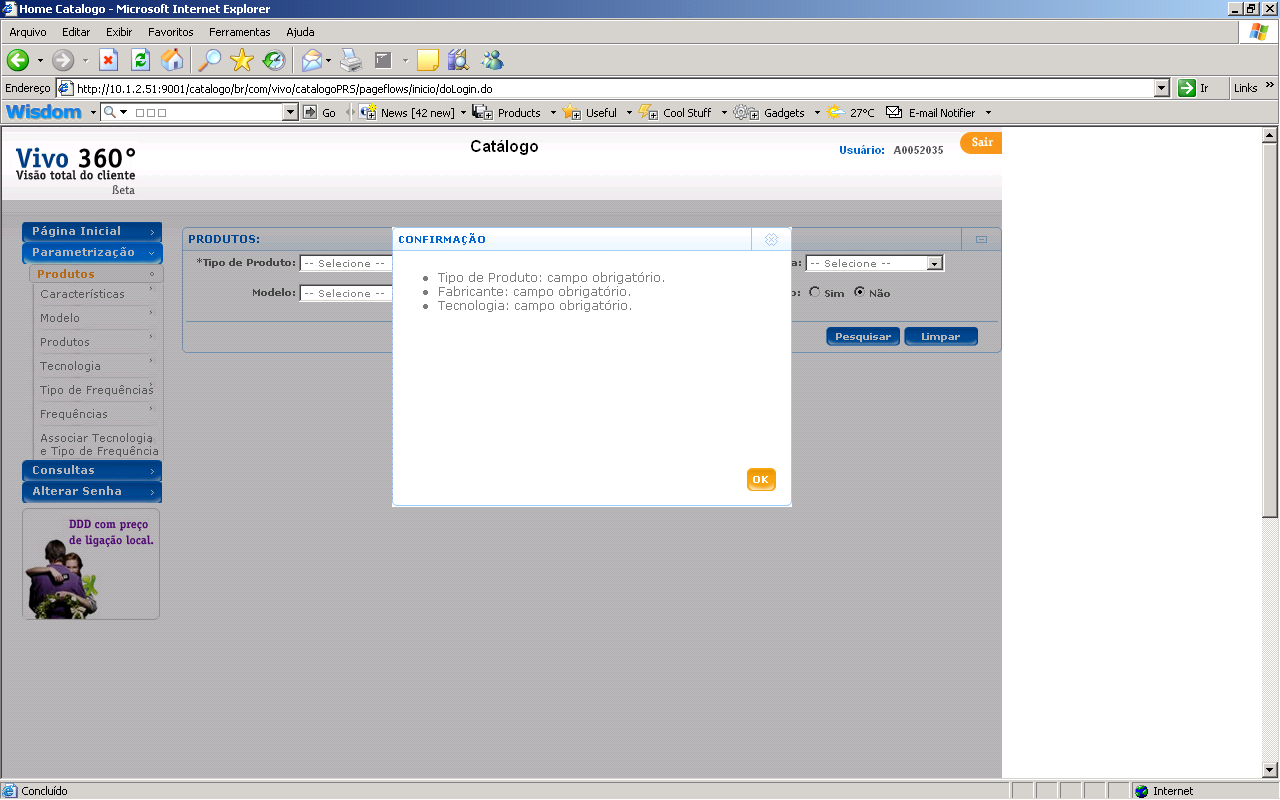 Home Catalogo - Microsoft Internet Explorer
Arquivo Editar Exibir Favoritos Ferramentas Ajuda
Endereço http://10.1.2.51:9001/catalogo/br/com/vivo/catalogoPRS/pageflows/inicio/doLogin.do Ir Links »
Wisdom Go News [42 new] Products Useful Cool Stuff Gadgets 27°C E-mail Notifier
Vivo 360°
Visão total do cliente
ßeta
Catálogo
Usuário: A0052035
Sair
Página Inicial
Parametrização
Produtos
Características
Modelo
Produtos
Tecnologia
Tipo de Frequências
Frequências
Associar Tecnologia
e Tipo de Frequência
Consultas
Alterar Senha
DDD com preço
de ligação local.
PRODUTOS:
*Tipo de Produto: -- Selecione --
a: -- Selecione --
Modelo: -- Selecione --
o: Sim Não
Pesquisar Limpar
CONFIRMAÇÃO
• Tipo de Produto: campo obrigatório.
• Fabricante: campo obrigatório.
• Tecnologia: campo obrigatório.
OK
Concluído
Internet